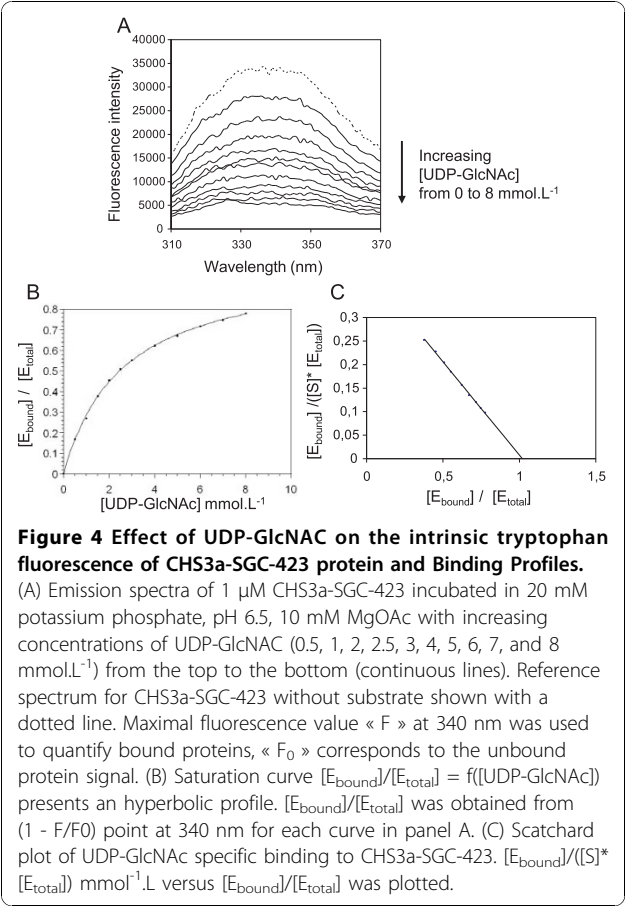 A
40000
35000
30000
25000
20000
15000
10000
5000
0
310
330
350
370
Fluorescence intensity
Wavelength (nm)
Increasing
[UDP-GlcNAc]
from 0 to 8 mmol.L-1
B
0.8
0.7
0.6
0.5
0.4
0.3
0.2
0.1
0
0
2
4
6
8
10
[Ebound] / [Etotal]
[UDP-GlcNAc] mmol.L-1
C
0,3
0,25
0,2
0,15
0,1
0,05
0
0
0,5
1
1,5
[Ebound] /([S]* [Etotal])
[Ebound] / [Etotal]
Figure 4 Effect of UDP-GlcNAC on the intrinsic tryptophan
fluorescence of CHS3a-SGC-423 protein and Binding Profiles.
(A) Emission spectra of 1 μM CHS3a-SGC-423 incubated in 20 mM
potassium phosphate, pH 6.5, 10 mM MgOAc with increasing
concentrations of UDP-GlcNAC (0.5, 1, 2, 2.5, 3, 4, 5, 6, 7, and 8
mmol.L-1) from the top to the bottom (continuous lines). Reference
spectrum for CHS3a-SGC-423 without substrate shown with a
dotted line. Maximal fluorescence value « F » at 340 nm was used
to quantify bound proteins, « F0 » corresponds to the unbound
protein signal. (B) Saturation curve [Ebound]/[Etotal] = f([UDP-GlcNAc])
presents an hyperbolic profile. [Ebound]/[Etotal] was obtained from
(1 - F/F0) point at 340 nm for each curve in panel A. (C) Scatchard
plot of UDP-GlcNAc specific binding to CHS3a-SGC-423. [Ebound]/([S]*
[Etotal]) mmol-1.L versus [Ebound]/[Etotal] was plotted.